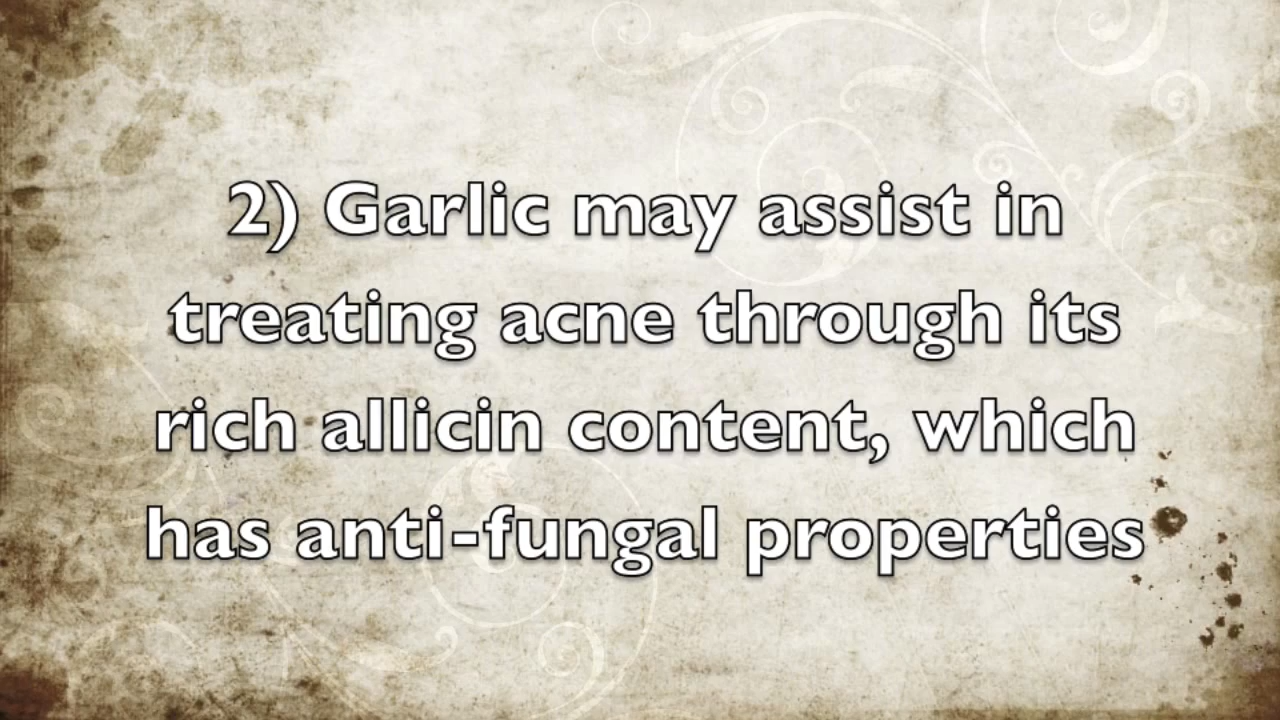 2) Garlic may assist in
treating acne through its
rich allicin content, which
has anti-fungal properties